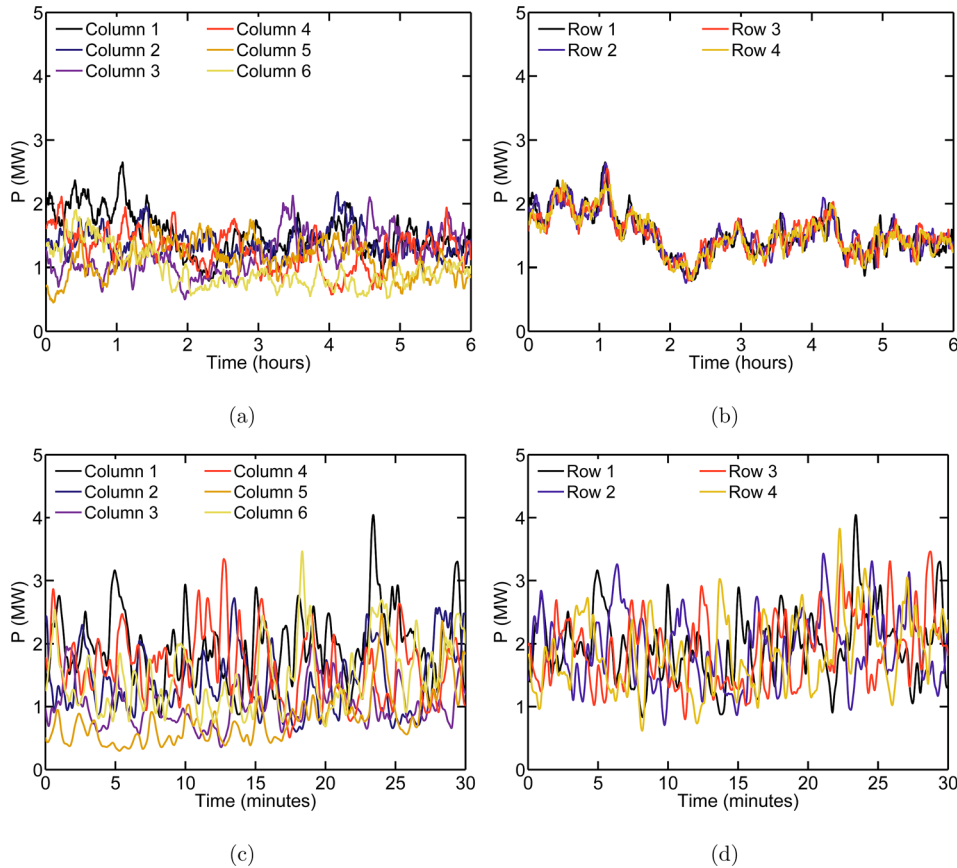 5
4
3
2
1
0
P (MW)
Column 1
Column 2
Column 3
Column 4
Column 5
Column 6
0 1 2 3 4 5 6
Time (hours)
(a)
5
4
3
2
1
0
P (MW)
Row 1
Row 2
Row 3
Row 4
0 1 2 3 4 5 6
Time (hours)
(b)
5
4
3
2
1
0
P (MW)
Column 1
Column 2
Column 3
Column 4
Column 5
Column 6
0 5 10 15 20 25 30
Time (minutes)
(c)
5
4
3
2
1
0
P (MW)
Row 1
Row 2
Row 3
Row 4
0 5 10 15 20 25 30
Time (minutes)
(d)